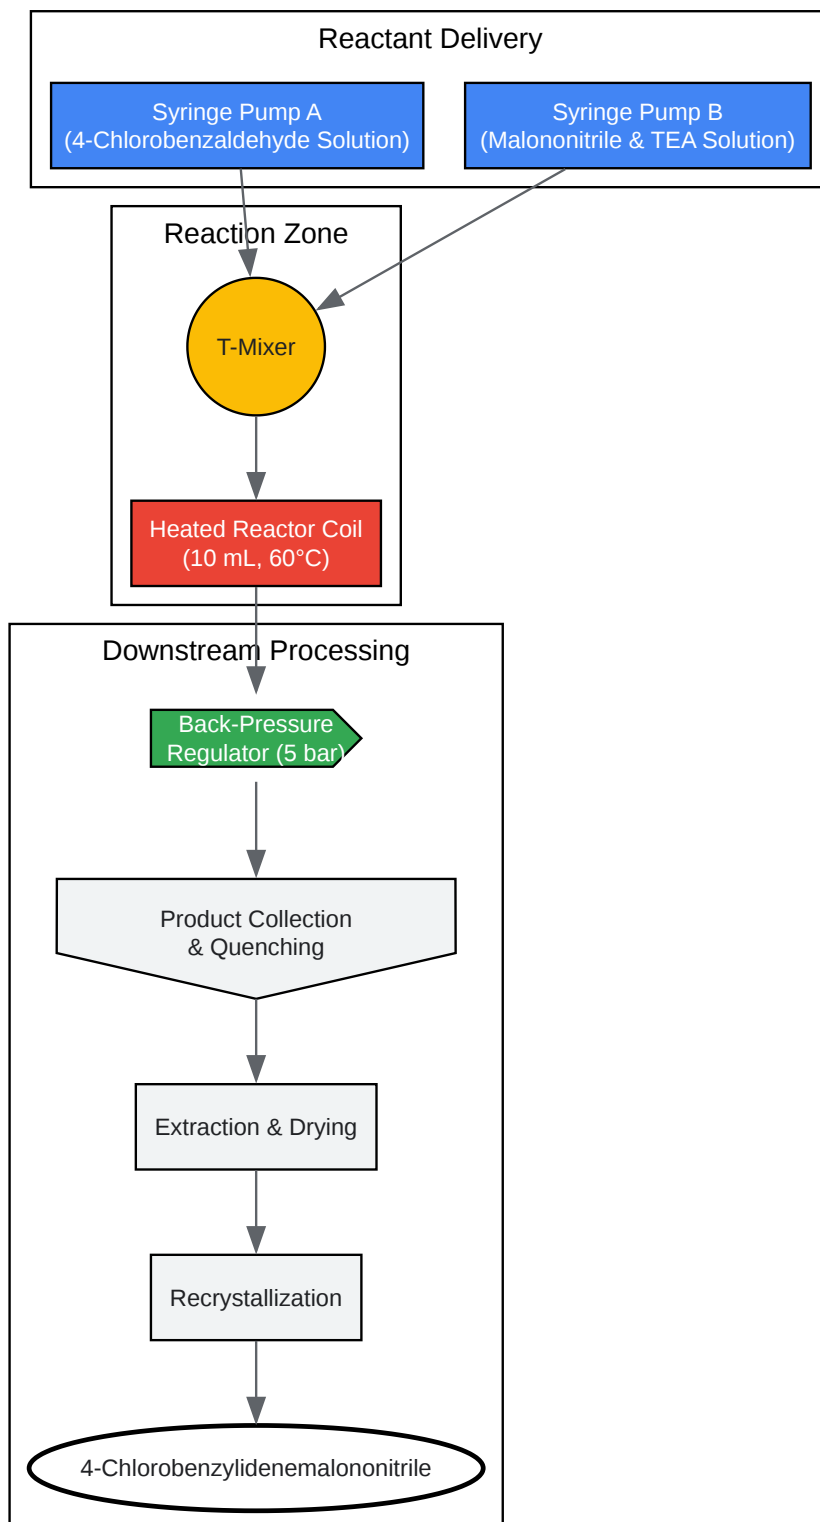 Reactant Delivery
Syringe Pump A
(4-Chlorobenzaldehyde Solution)
Syringe Pump B
(Malononitrile & TEA Solution)
Reaction Zone
T-Mixer
Heated Reactor Coil
(10 mL, 60°C)
Downstream Processing
Back-Pressure
Regulator (5 bar)
Product Collection
& Quenching
Extraction & Drying
Recrystallization
4-Chlorobenzylidenemalononitrile